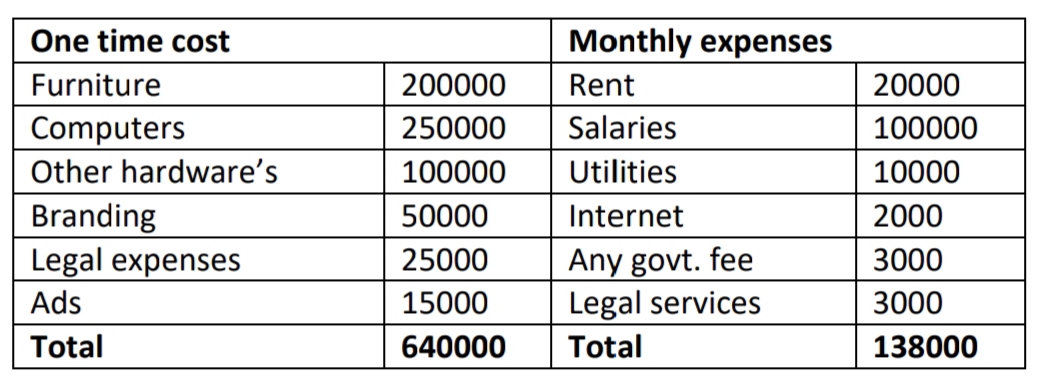 One time cost Monthly expenses
Furniture 200000 Rent 20000
Computers 250000 Salaries 100000
Other hardware’s 100000 Utilities 10000
Branding 50000 Internet 2000
Legal expenses 25000 Any govt. fee 3000
Ads 15000 Legal services 3000
Total 640000 Total 138000